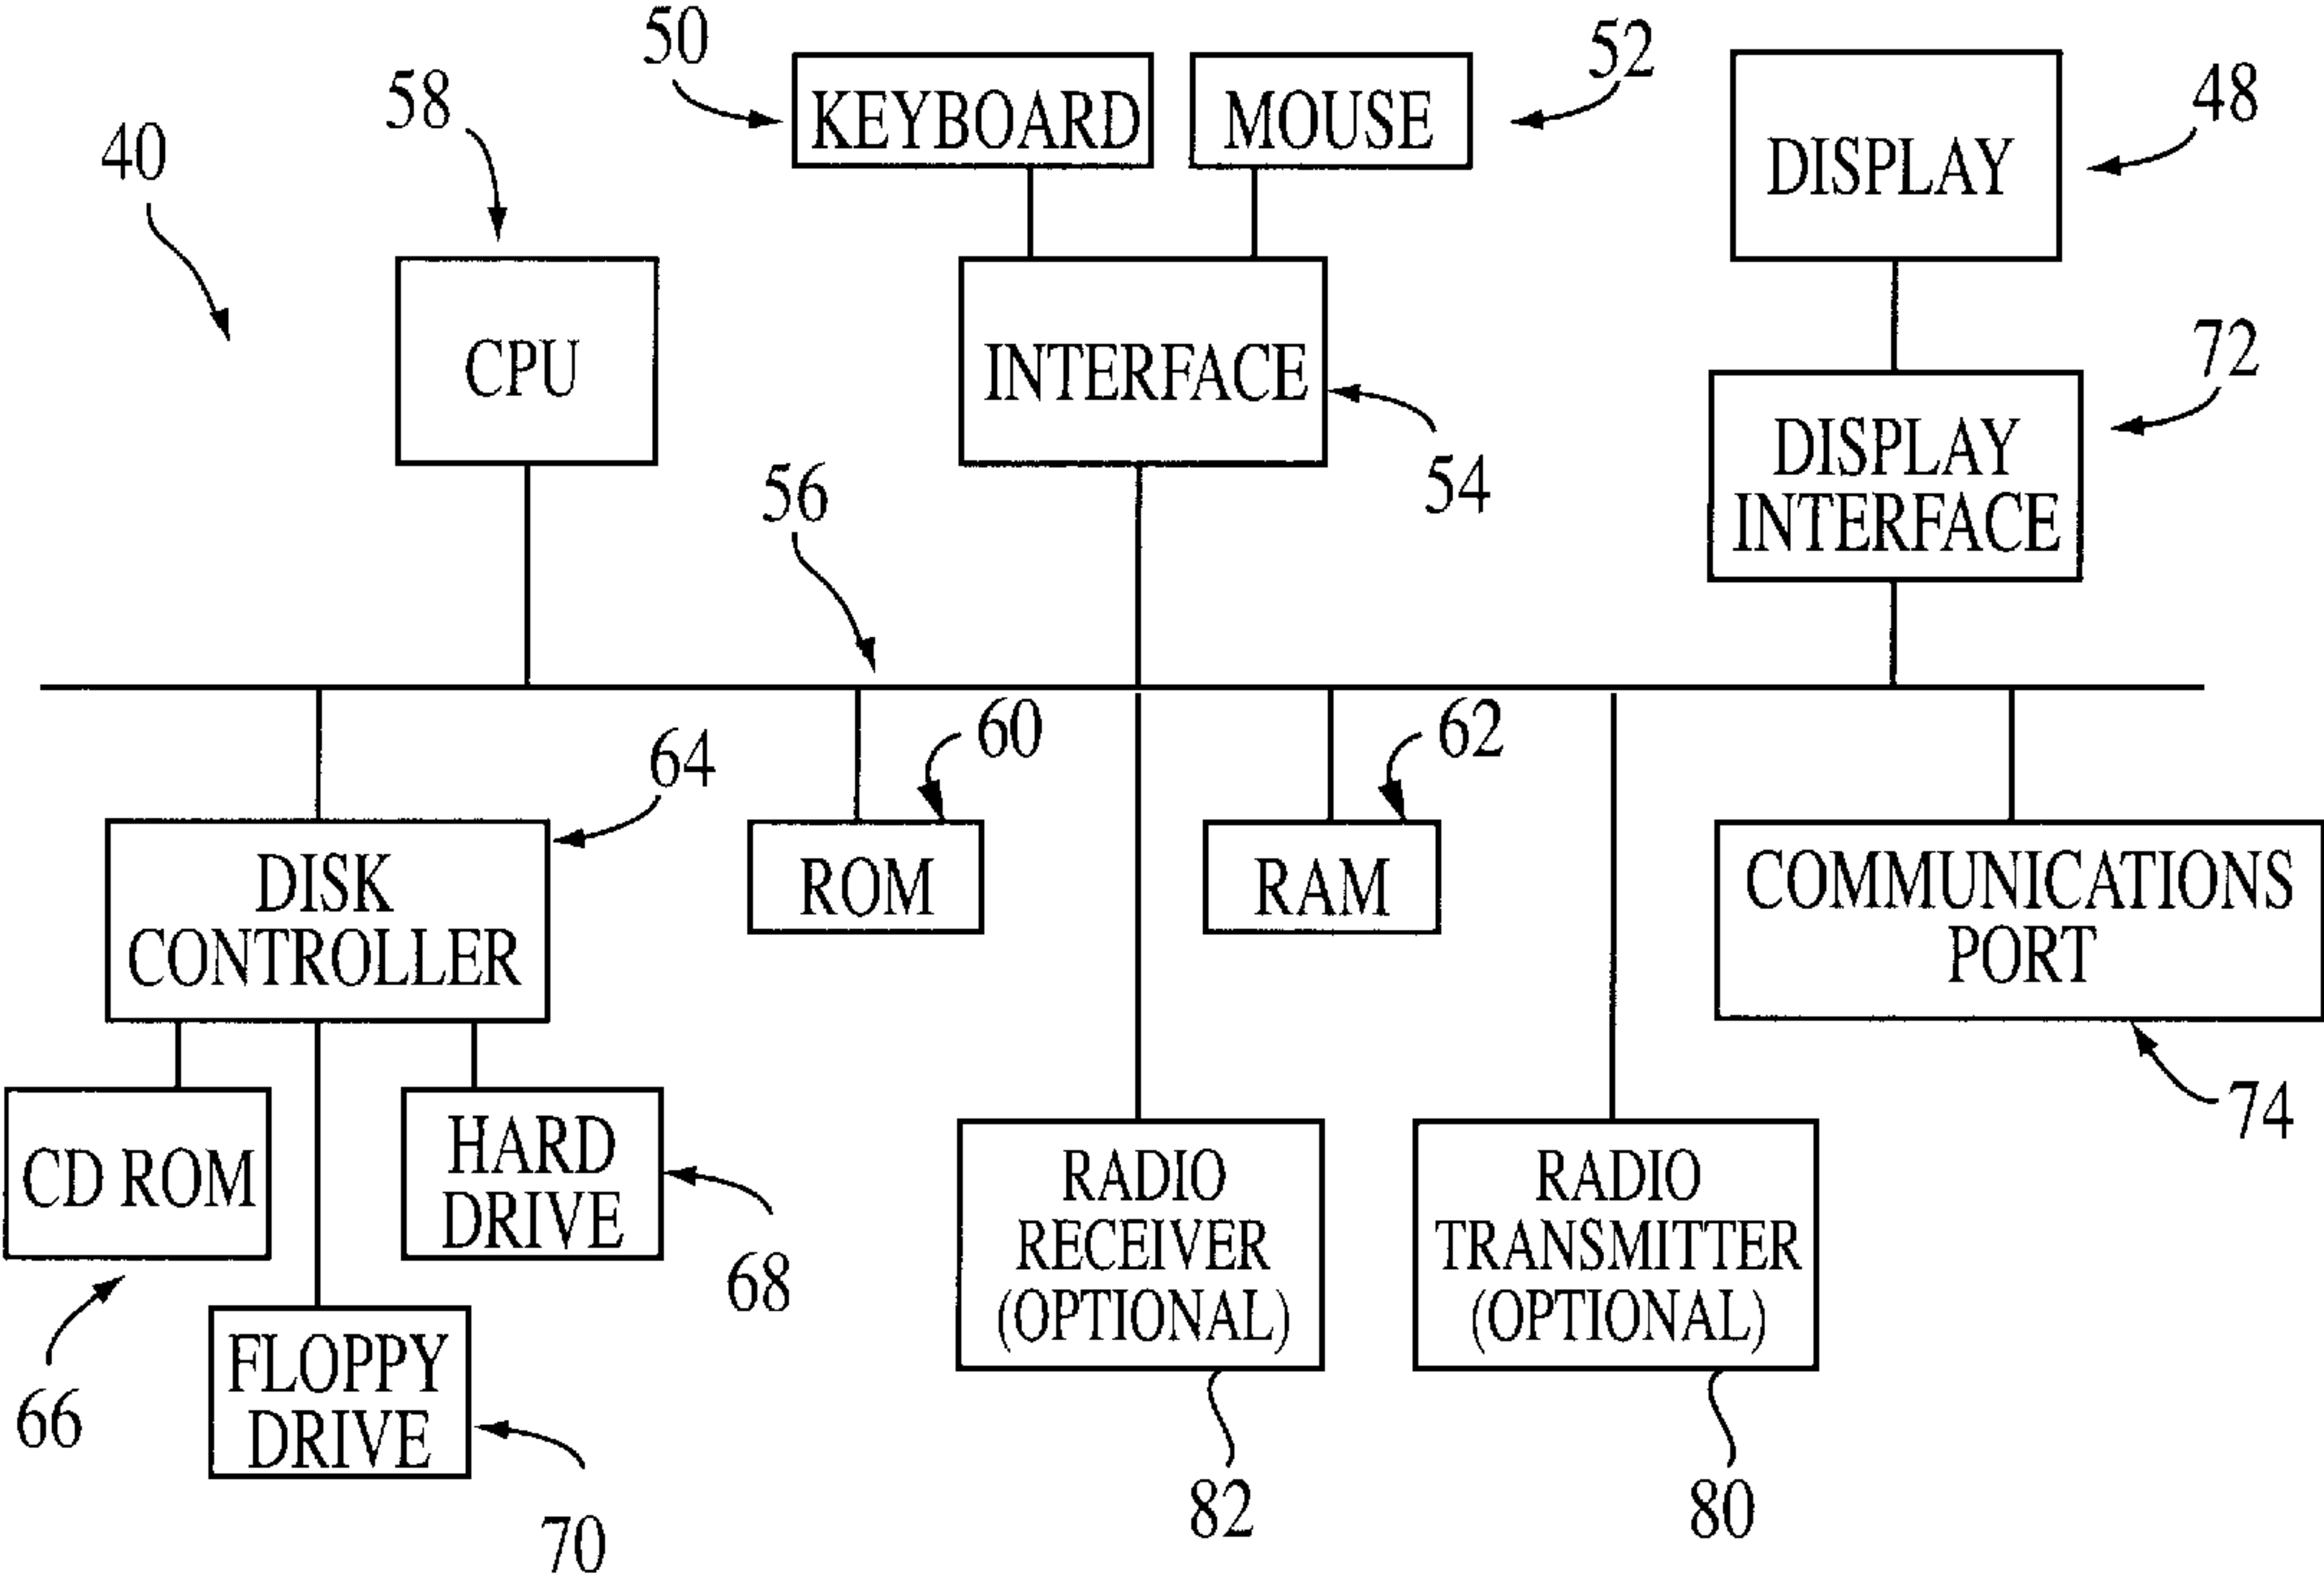 50
KEYBOARD
MOUSE
52
DISPLAY
48
58
40
CPU
INTERFACE
54
72
DISPLAY
INTERFACE
56
60
62
64
DISK
CONTROLLER
ROM
RAM
COMMUNICATIONS
PORT
74
CD ROM
HARD
DRIVE
68
66
FLOPPY
DRIVE
70
RADIO
RECEIVER
(OPTIONAL)
82
RADIO
TRANSMITTER
(OPTIONAL)
80